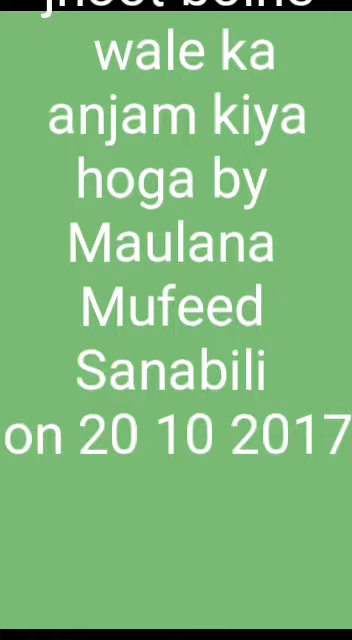 wale ka
anjam kiya
hoga by
Maulana
Mufeed
Sanabili
on 20 10 2017